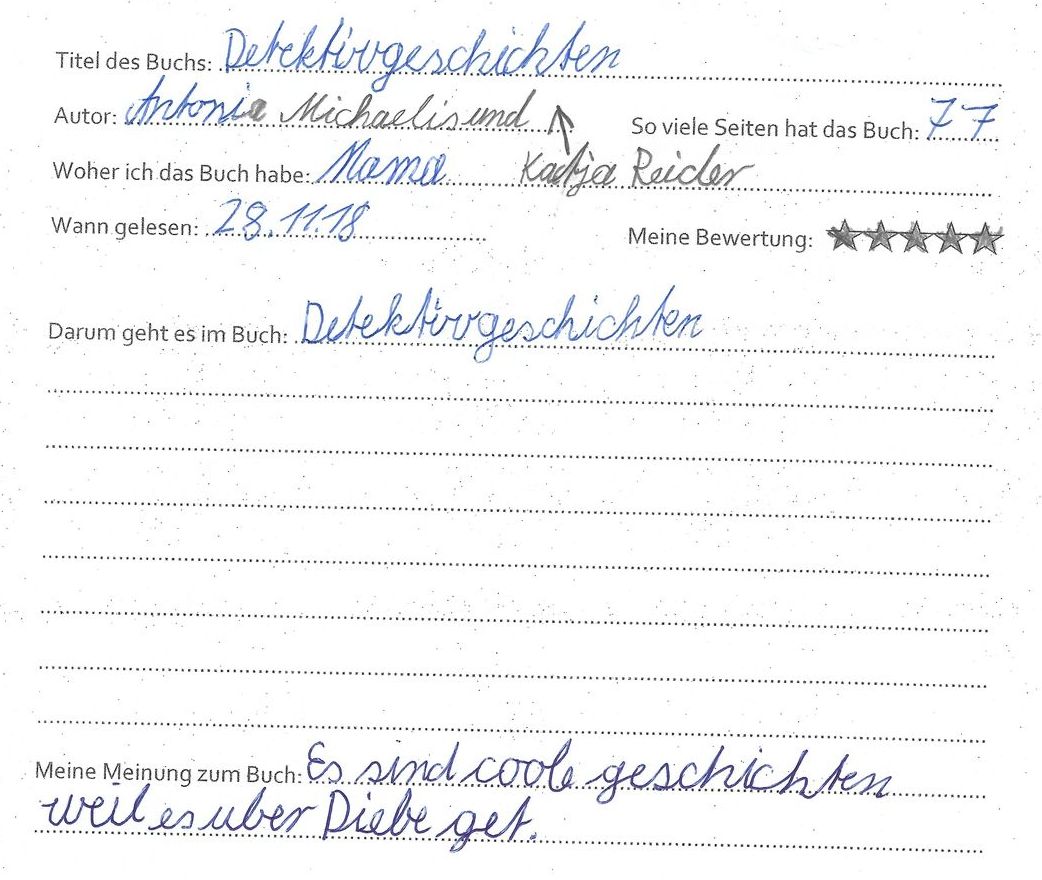 Titel des Buchs: Detektivgeschichten
Autor: Antonia Michaelis und
So viele Seiten hat das Buch: 77
Woher ich das Buch habe: Mama Katja Reider
Wann gelesen: 28.11.18
Meine Bewertung: ★★★★★
Darum geht es im Buch: Detektivgeschichten
Meine Meinung zum Buch: Es sind coole geschichten
weil es uber Diebe get.